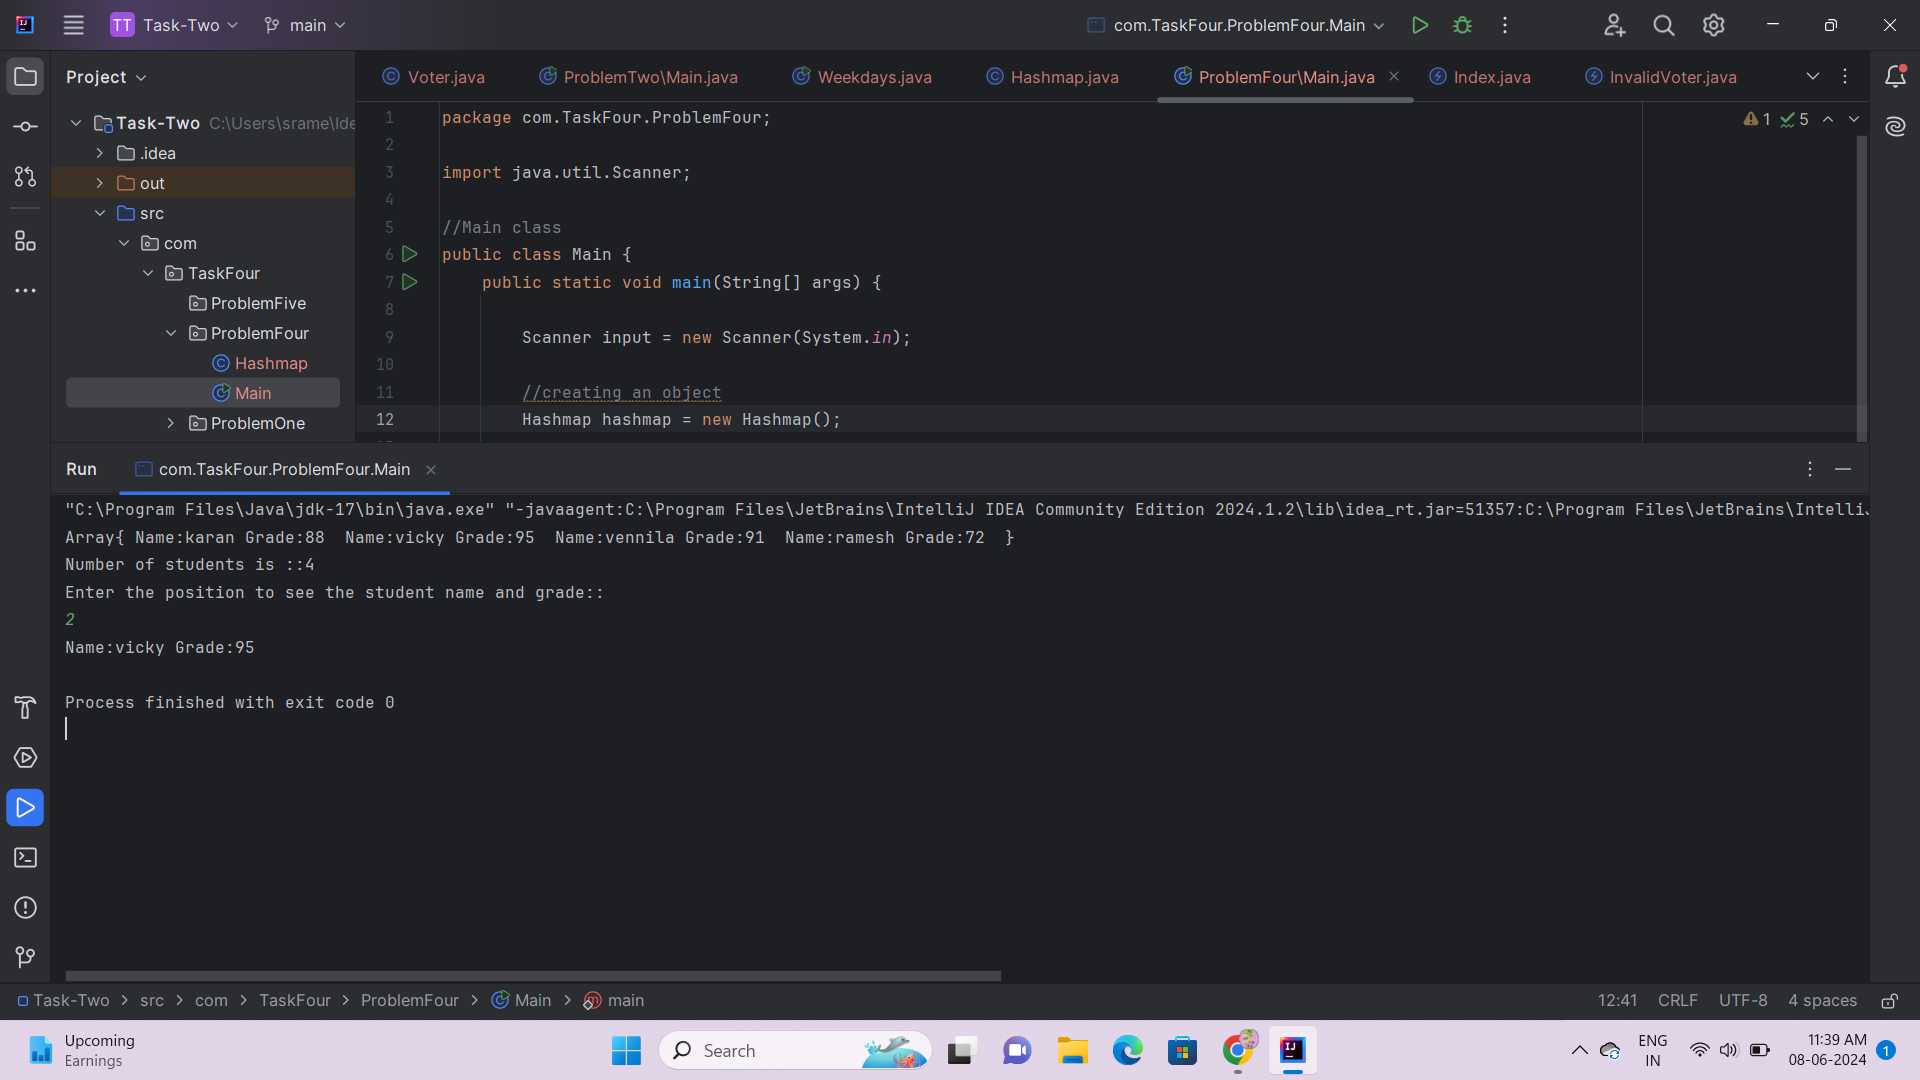 TT Task-Two main com.TaskFour.ProblemFour.Main
Project Voter.java ProblemTwo\Main.java Weekdays.java Hashmap.java ProblemFour\Main.java Index.java InvalidVoter.java
Task-Two C:\Users\srame\Ide
.idea
out
src
com
TaskFour
ProblemFive
ProblemFour
Hashmap
Main
ProblemOne
1 package com.TaskFour.ProblemFour;
2
3 import java.util.Scanner;
4
5 //Main class
6 public class Main {
7 public static void main(String[] args) {
8
9 Scanner input = new Scanner(System.in);
10
11 //creating an object
12 Hashmap hashmap = new Hashmap();
1 5
Run com.TaskFour.ProblemFour.Main
"C:\Program Files\Java\jdk-17\bin\java.exe" "-javaagent:C:\Program Files\JetBrains\IntelliJ IDEA Community Edition 2024.1.2\lib\idea_rt.jar=51357:C:\Program Files\JetBrains\IntelliJ
Array{ Name:karan Grade:88  Name:vicky Grade:95  Name:vennila Grade:91  Name:ramesh Grade:72  }
Number of students is ::4
Enter the position to see the student name and grade::
2
Name:vicky Grade:95
Process finished with exit code 0
Task-Two > src > com > TaskFour > ProblemFour > Main > main 12:41 CRLF UTF-8 4 spaces
Upcoming
Earnings
Search
ENG
IN
11:39 AM
08-06-2024
1